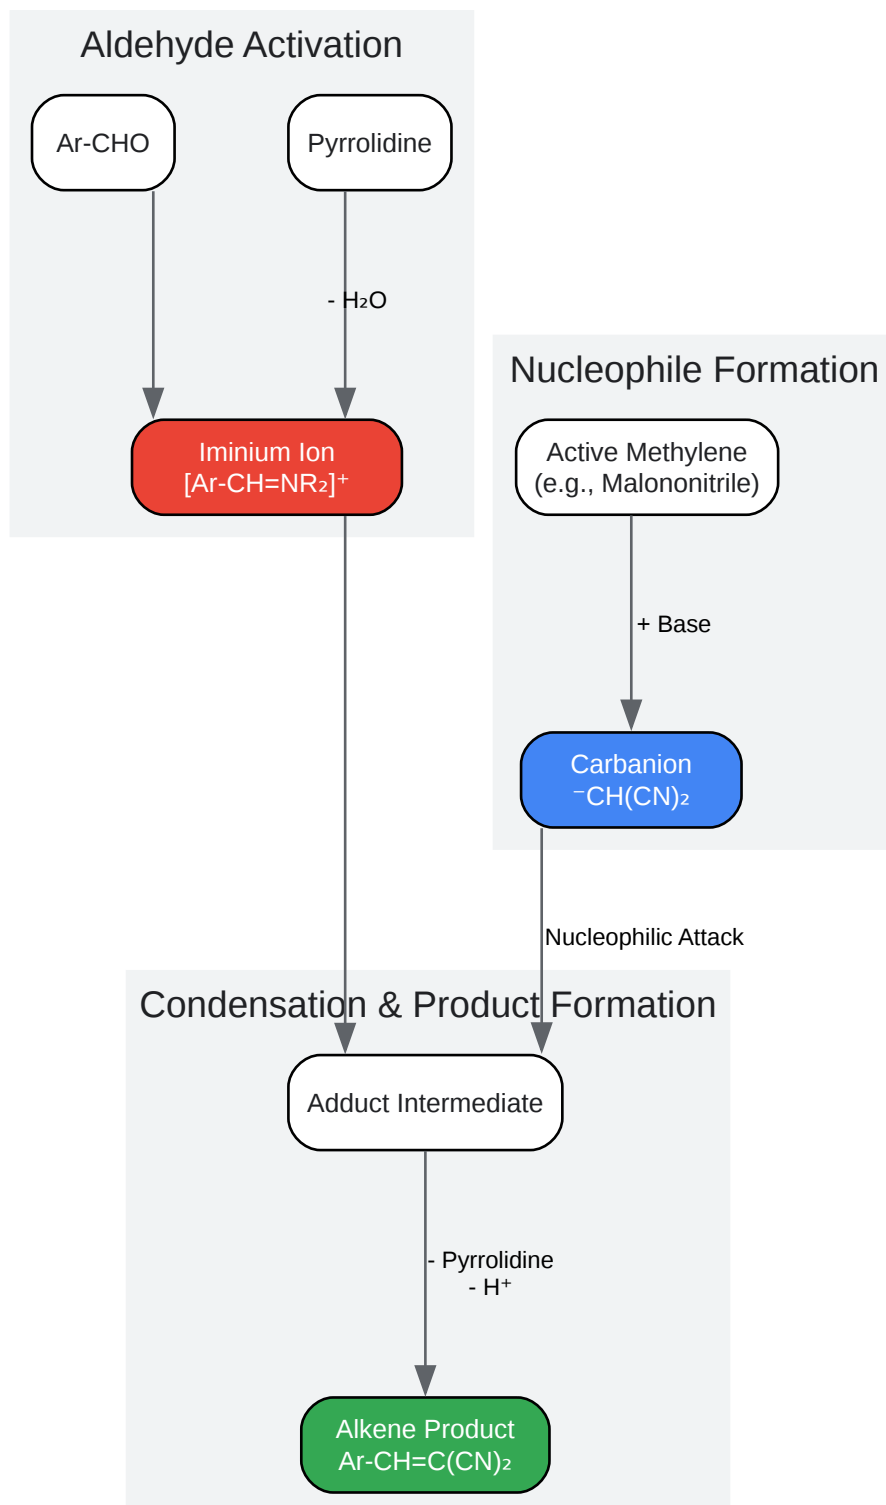 Aldehyde Activation
Ar-CHO
Pyrrolidine
- H₂O
Iminium Ion
[Ar-CH=NR₂]⁺
Nucleophile Formation
Active Methylene
(e.g., Malononitrile)
+ Base
Carbanion
⁻CH(CN)₂
Nucleophilic Attack
Condensation & Product Formation
Adduct Intermediate
- Pyrrolidine
- H⁺
Alkene Product
Ar-CH=C(CN)₂